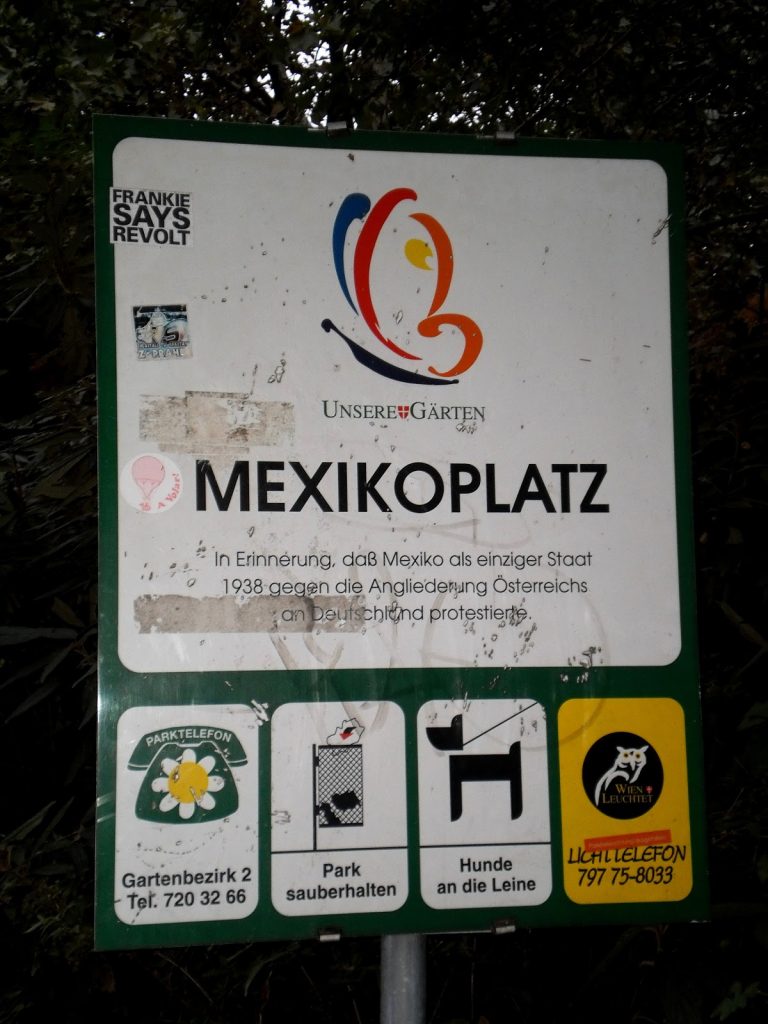 FRANKIE
SAYS
REVOLT
Z-PRAHE
UNSERE GÄRTEN
MEXIKOPLATZ
In Erinnerung, daß Mexiko als einziger Staat
1938 gegen die Angliederung Österreichs
an Deutschland protestierte.
PARKTELEFON
Gartenbezirk 2
Tel. 720 32 66
Park
sauberhalten
Hunde
an die Leine
WIEN
LEUCHTET
LICHTTELEFON
797 75-8033